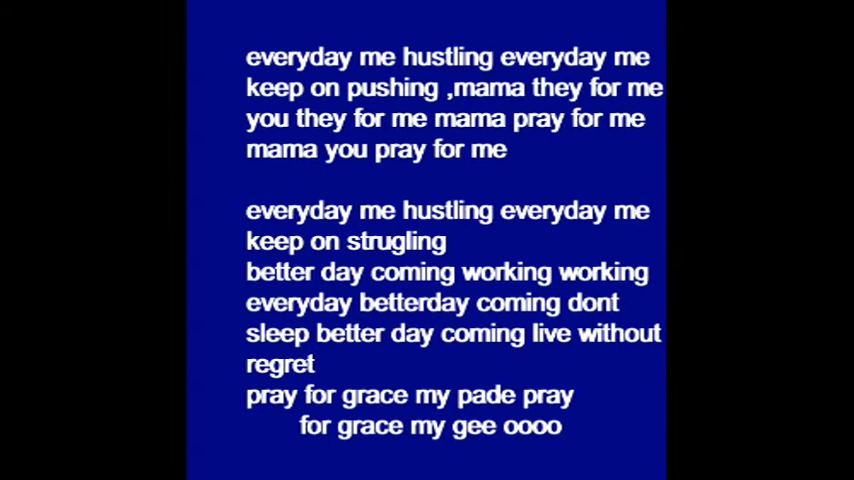 everyday me hustling everyday me
keep on pushing ,mama they for me
you they for me mama pray for me
mama you pray for me
everyday me hustling everyday me
keep on strugling
better day coming working working
everyday betterday coming dont
sleep better day coming live without
regret
pray for grace my pade pray
for grace my gee oooo